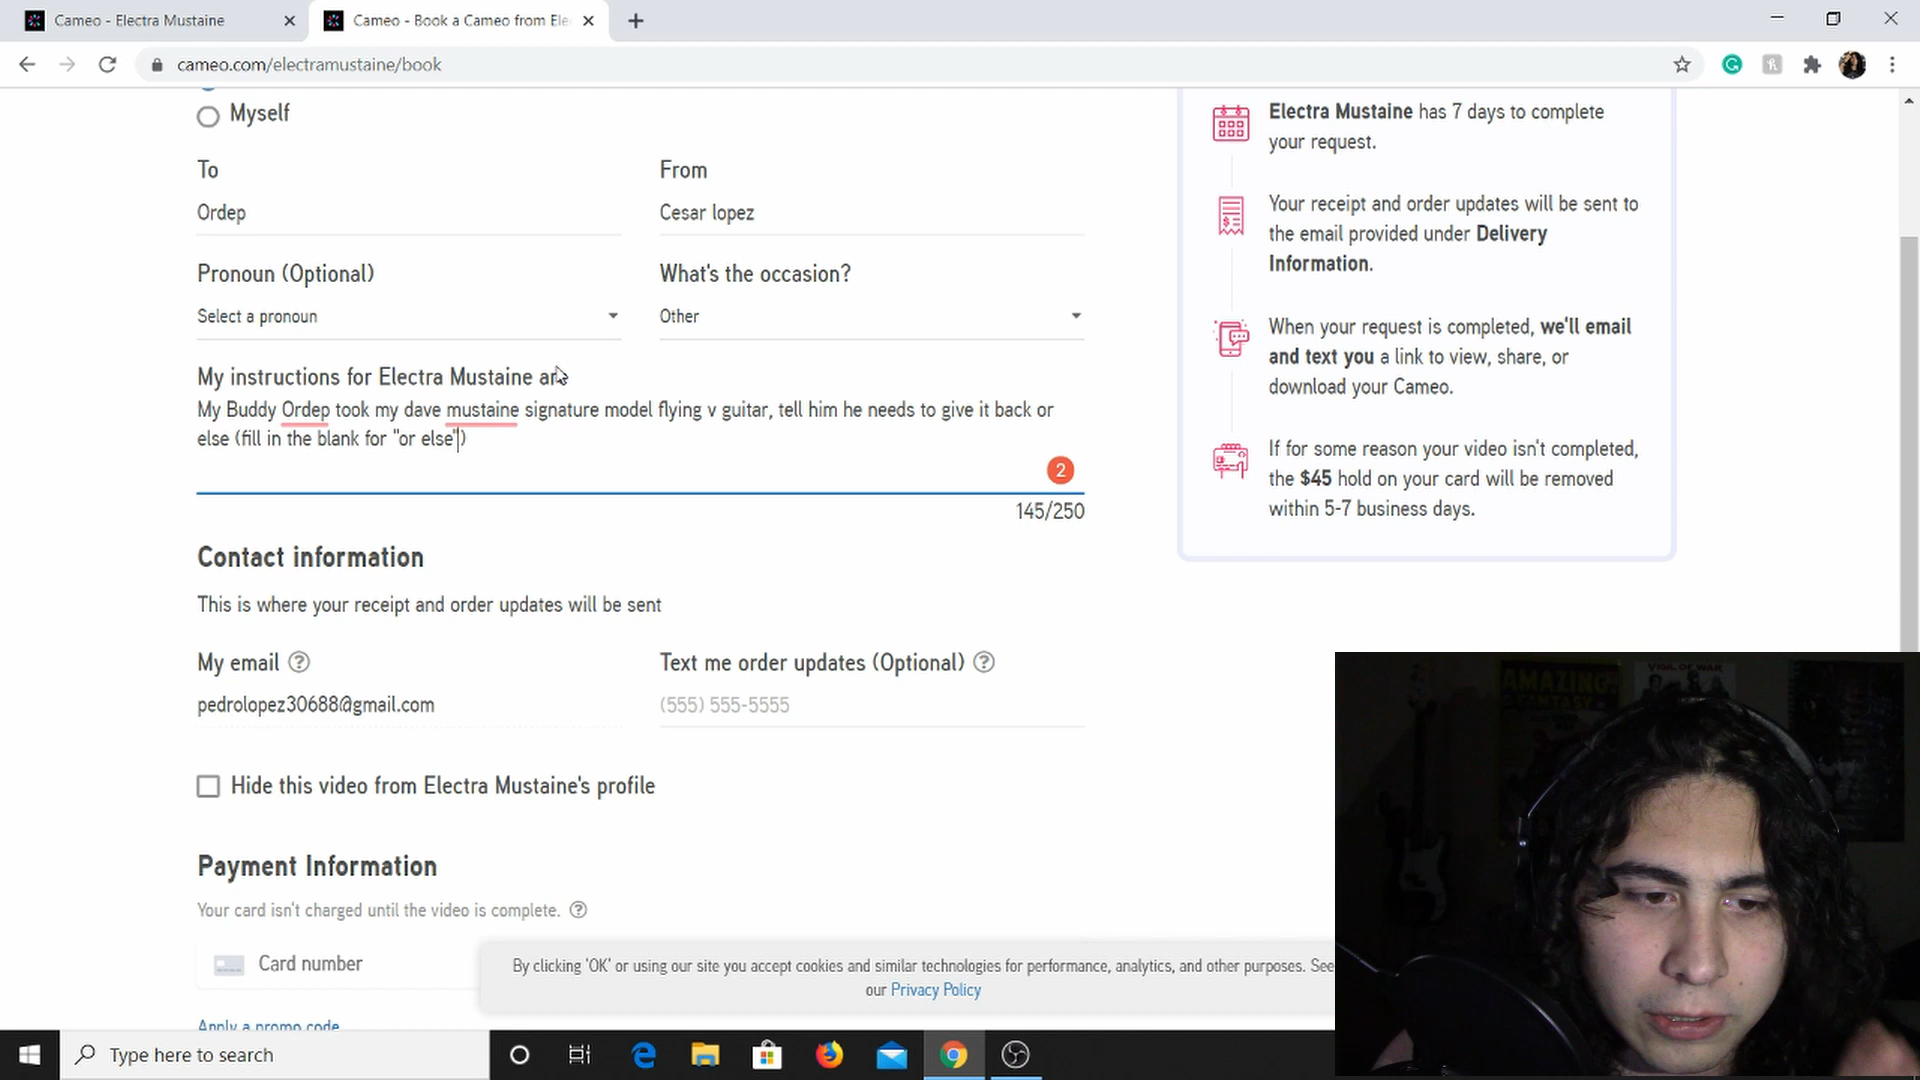 Cameo - Electra Mustaine
Cameo - Book a Cameo from Ele
cameo.com/electramustaine/book
Myself
To
From
Ordep
Cesar lopez
Pronoun (Optional)
What's the occasion?
Select a pronoun
Other
My instructions for Electra Mustaine are
My Buddy Ordep took my dave mustaine signature model flying v guitar, tell him he needs to give it back or
else (fill in the blank for "or else")
2
145/250
Contact information
This is where your receipt and order updates will be sent
My email
Text me order updates (Optional)
pedrolopez30688@gmail.com
(555) 555-5555
Hide this video from Electra Mustaine's profile
Payment Information
Your card isn't charged until the video is complete.
Card number
Apply a promo code
Electra Mustaine has 7 days to complete
your request.
Your receipt and order updates will be sent to
the email provided under Delivery
Information.
When your request is completed, we'll email
and text you a link to view, share, or
download your Cameo.
If for some reason your video isn't completed,
the $45 hold on your card will be removed
within 5-7 business days.
By clicking 'OK' or using our site you accept cookies and similar technologies for performance, analytics, and other purposes. See
our Privacy Policy
AMAZING
FANTASY
VIGIL OF WAR
Type here to search